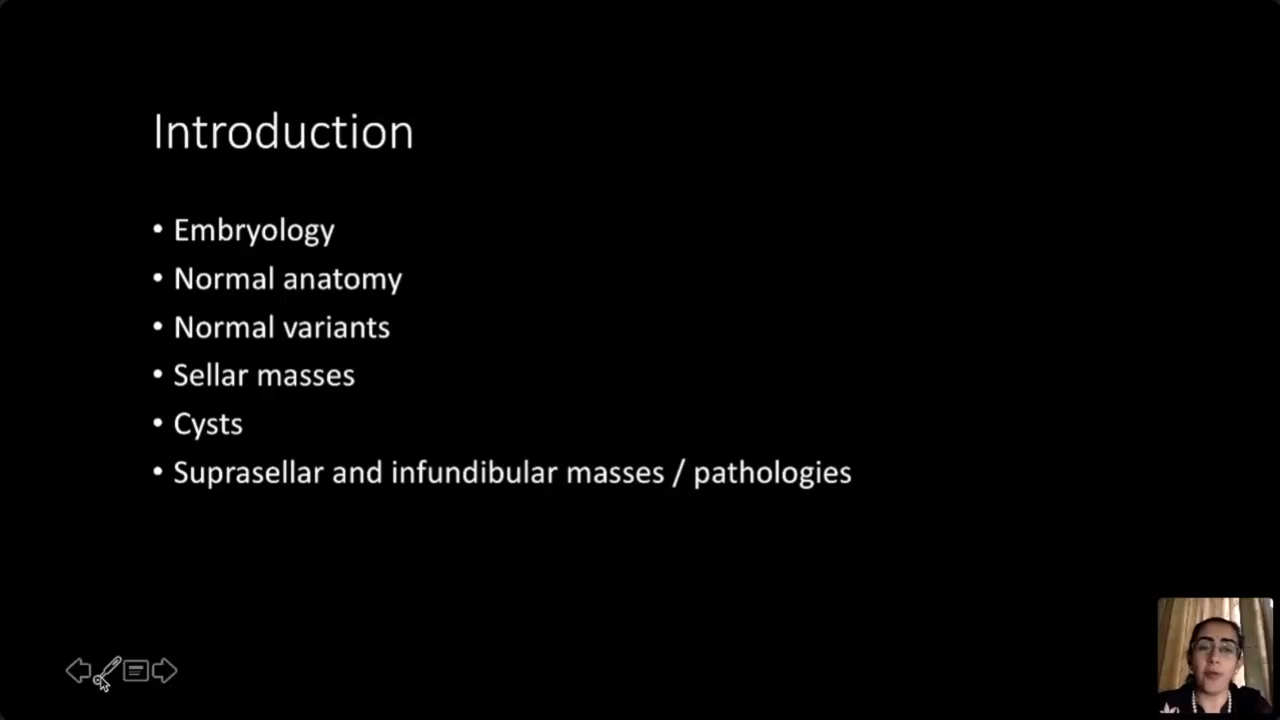 Introduction
• Embryology
• Normal anatomy
• Normal variants
• Sellar masses
• Cysts
• Suprasellar and infundibular masses / pathologies